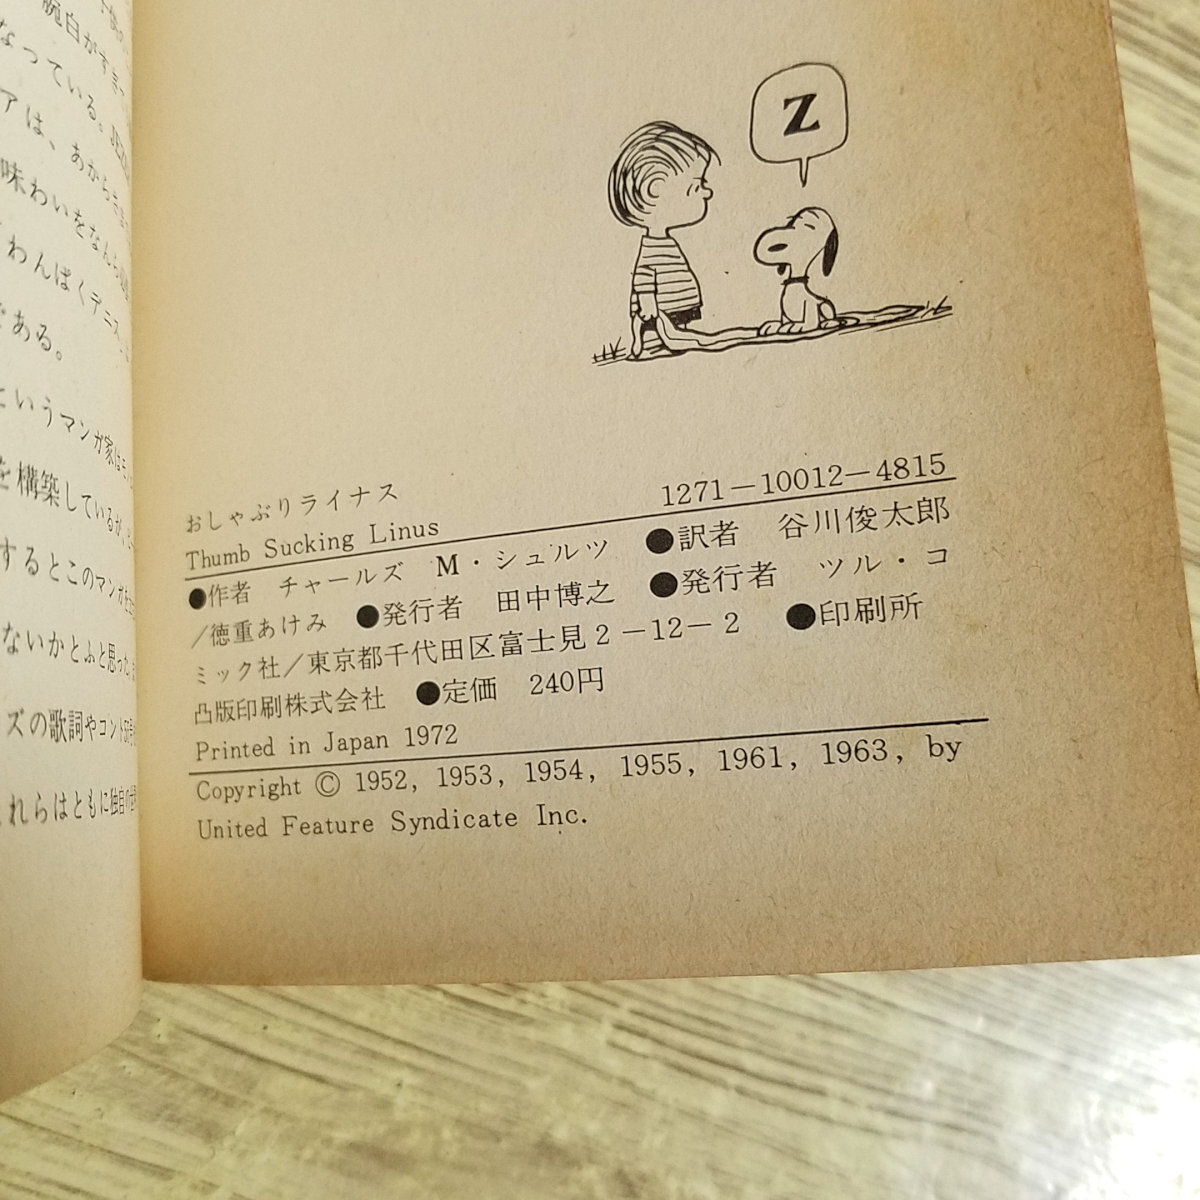 腕白がすぎ
なっている。
アは、あから
味わいをなん
わんぱくデニス
である。
というマンガ家は
を構築しているが、
するとこのマンガ
ないかとふと思った
ズの歌詞やコント
れらはともに独自の
Z
おしゃぶりライナス
Thumb Sucking Linus 1271－10012－4815
●作者 チャールズ M・シュルツ ●訳者 谷川俊太郎
／徳重あけみ ●発行者 田中博之 ●発行者 ツル・コ
ミック社／東京都千代田区富士見2－12－2 ●印刷所
凸版印刷株式会社 ●定価 240円
Printed in Japan 1972
Copyright © 1952, 1953, 1954, 1955, 1961, 1963, by
United Feature Syndicate Inc.